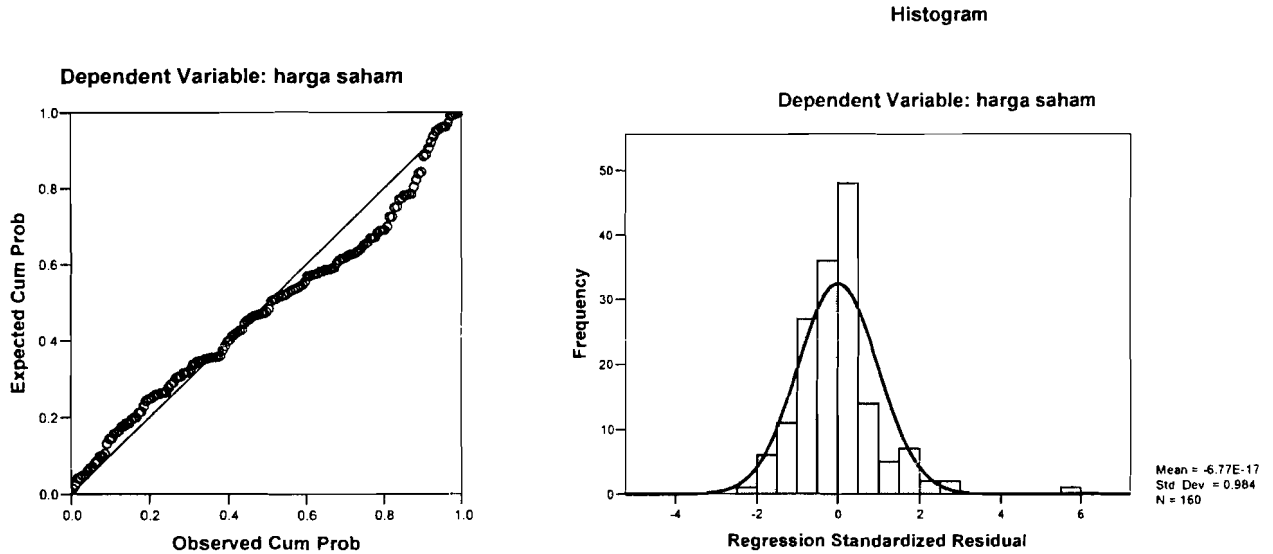 Dependent Variable: harga saham
1.0
0.8
0.6
0.4
0.2
0.0
Expected Cum Prob
0.0 0.2 0.4 0.6 0.8 1.0
Observed Cum Prob
Histogram
Dependent Variable: harga saham
50
40
30
20
10
0
Frequency
-4 -2 0 2 4 6
Regression Standardized Residual
Mean = -6.77E-17
Std Dev = 0.984
N = 160